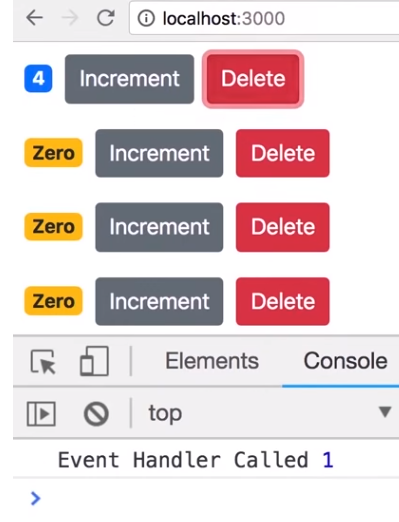 localhost:3000
4 Increment Delete
Zero Increment Delete
Zero Increment Delete
Zero Increment Delete
Elements Console
top
Event Handler Called 1